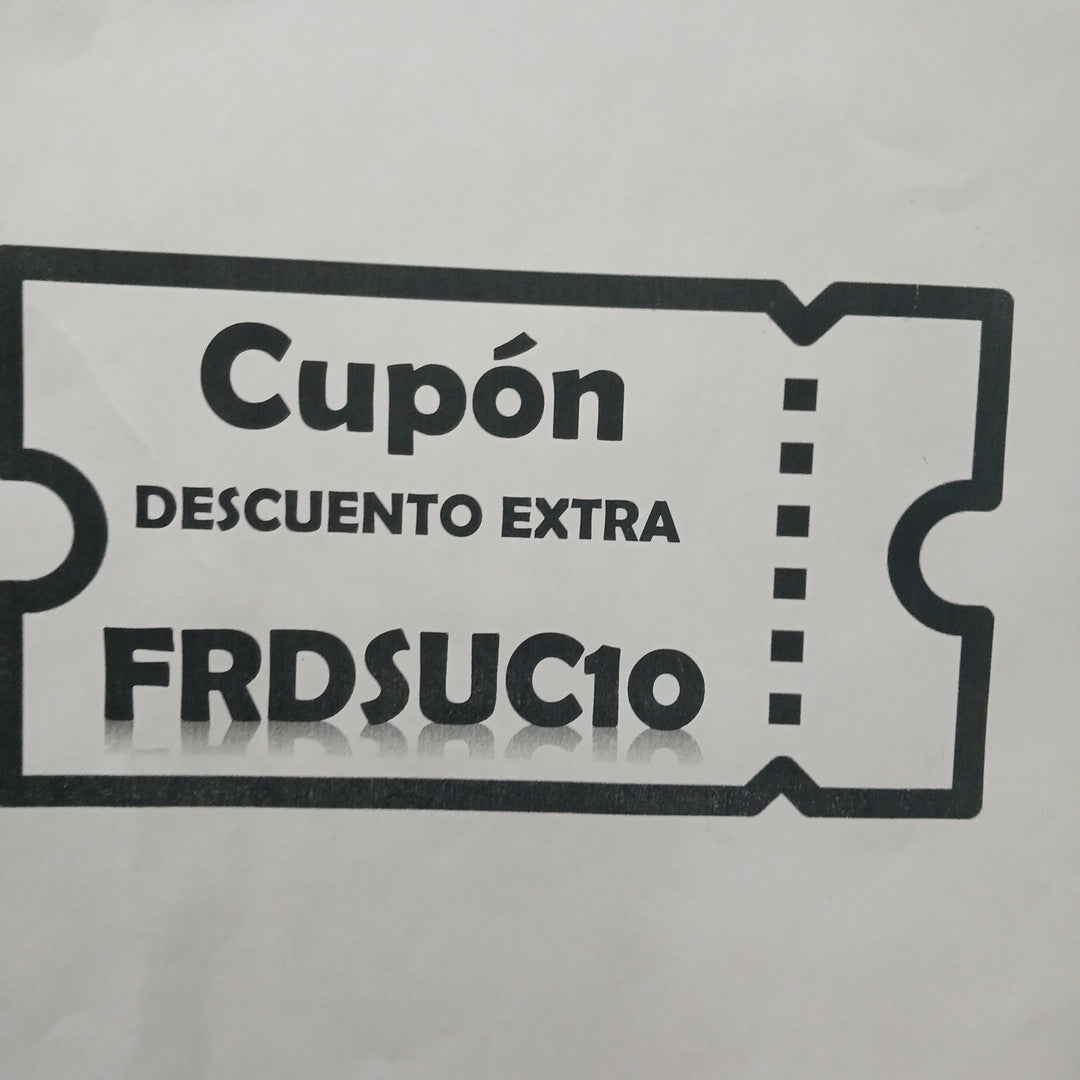 Cupón
DESCUENTO EXTRA
FRDSUC10